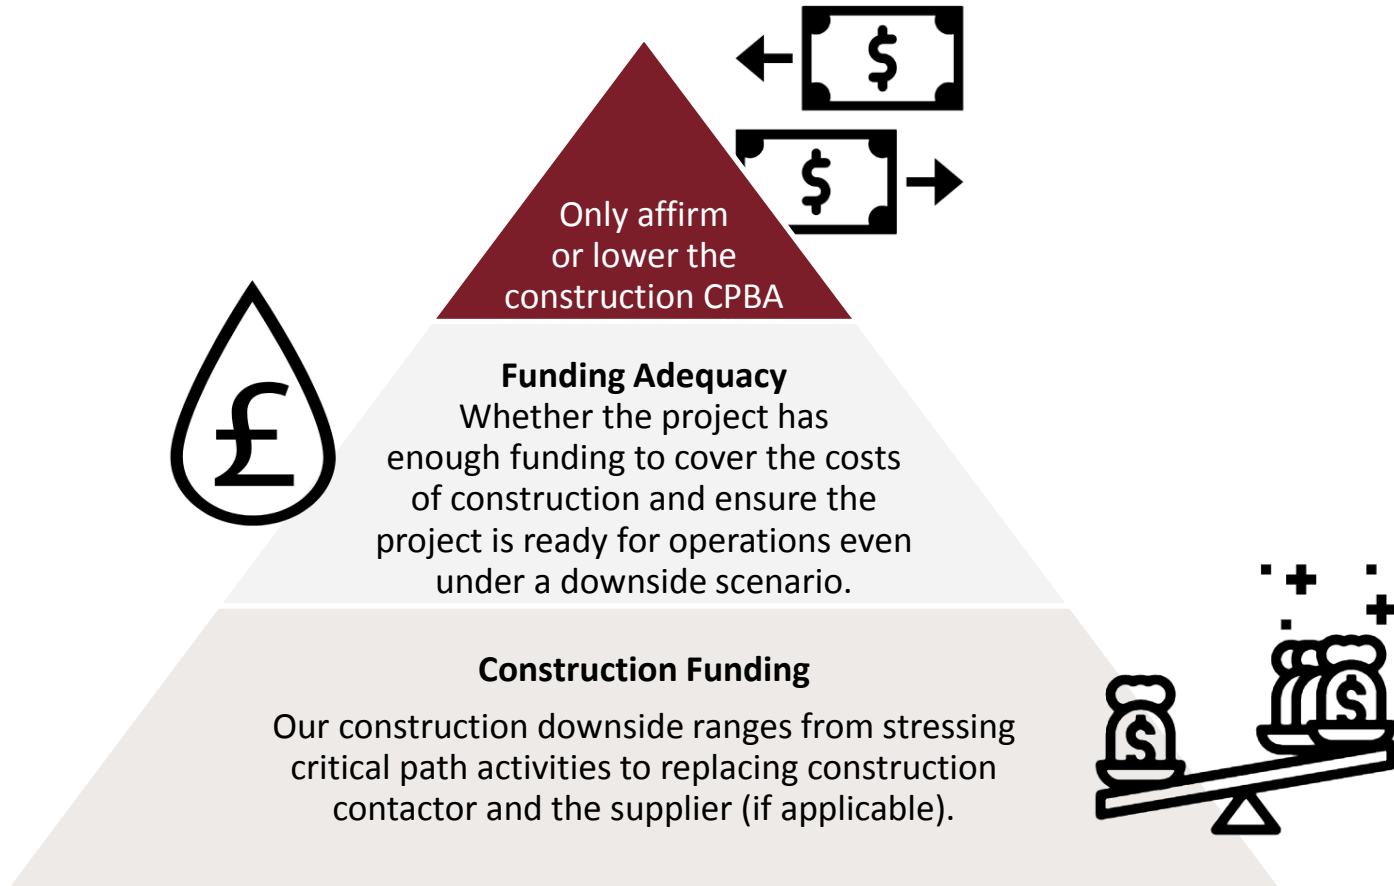 $
$
Only affirm
or lower the
construction CPBA
£
Funding Adequacy
Whether the project has
enough funding to cover the costs
of construction and ensure the
project is ready for operations even
under a downside scenario.
Construction Funding
Our construction downside ranges from stressing
critical path activities to replacing construction
contactor and the supplier (if applicable).
$
$